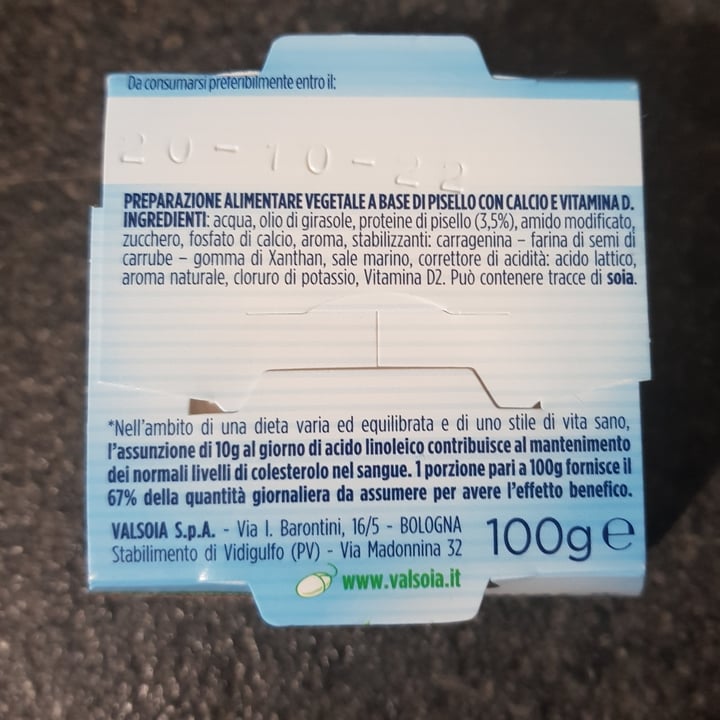 Da consumarsi preferibilmente entro il:
20-10-22
PREPARAZIONE ALIMENTARE VEGETALE A BASE DI PISELLO CON CALCIO E VITAMINA D.
INGREDIENTI: acqua, olio di girasole, proteine di pisello (3,5%), amido modificato,
zucchero, fosfato di calcio, aroma, stabilizzanti: carragenina – farina di semi di
carrube – gomma di Xanthan, sale marino, correttore di acidità: acido lattico,
aroma naturale, cloruro di potassio, Vitamina D2. Può contenere tracce di soia.
*Nell'ambito di una dieta varia ed equilibrata e di uno stile di vita sano,
l'assunzione di 10g al giorno di acido linoleico contribuisce al mantenimento
dei normali livelli di colesterolo nel sangue. 1 porzione pari a 100g fornisce il
67% della quantità giornaliera da assumere per avere l'effetto benefico.
VALSOIA S.p.A. - Via I. Barontini, 16/5 - BOLOGNA
Stabilimento di Vidigulfo (PV) - Via Madonnina 32
100g e
www.valsoia.it